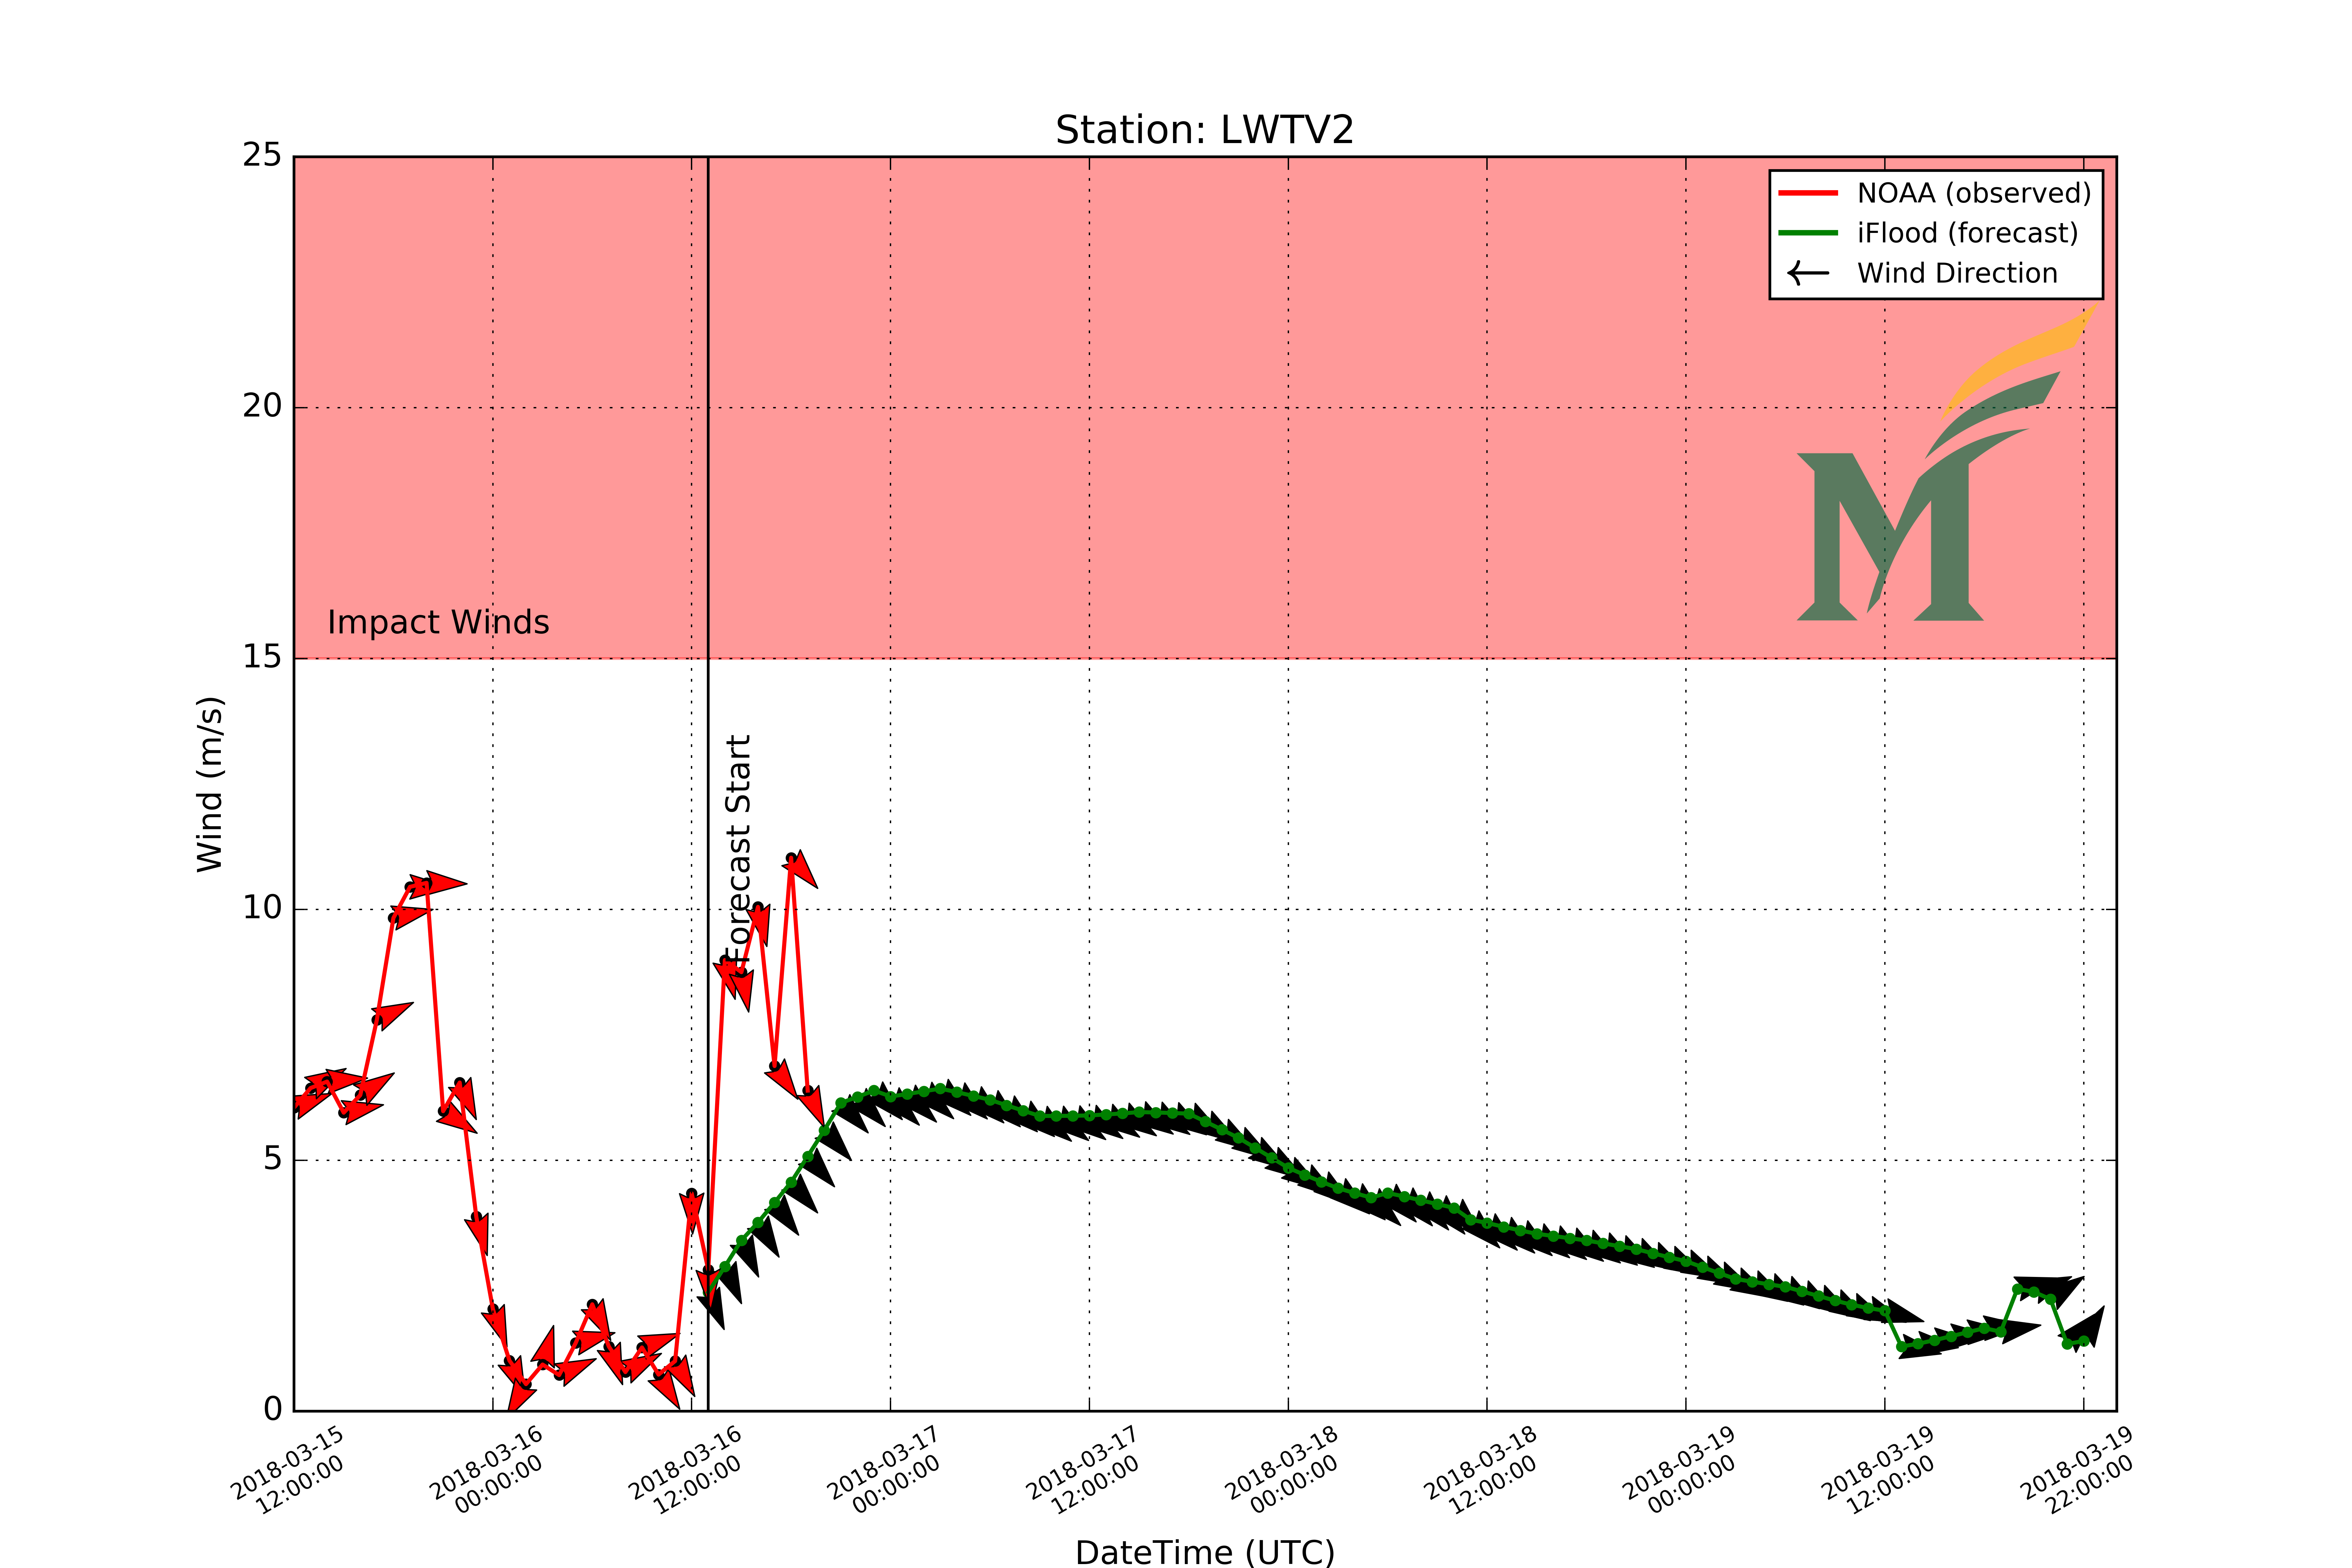 Station: LWTV2
25
20
15
10
5
0
Wind (m/s)
NOAA (observed)
iFlood (forecast)
Wind Direction
M
Impact Winds
Forecast Start
2018-03-15
12:00:00
2018-03-16
00:00:00
2018-03-16
12:00:00
2018-03-17
00:00:00
2018-03-17
12:00:00
2018-03-18
00:00:00
2018-03-18
12:00:00
2018-03-19
00:00:00
2018-03-19
12:00:00
2018-03-19
22:00:00
DateTime (UTC)